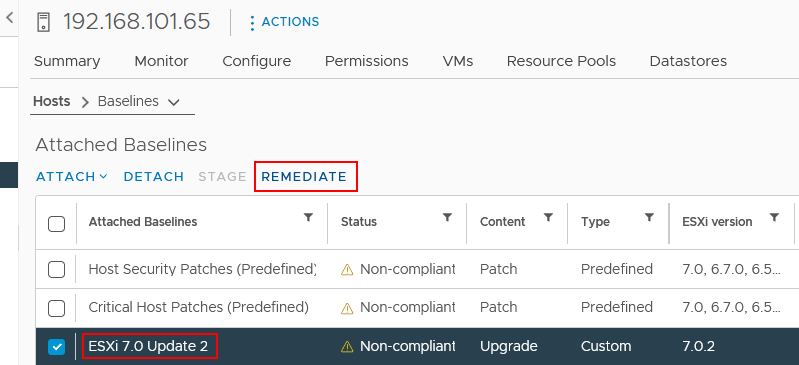 192.168.101.65 ACTIONS
Summary Monitor Configure Permissions VMs Resource Pools Datastores
Hosts Baselines
Attached Baselines
ATTACH DETACH STAGE REMEDIATE
Attached Baselines Status Content Type ESXi version
Host Security Patches (Predefined) Non-compliant Patch Predefined 7.0, 6.7.0, 6.5...
Critical Host Patches (Predefined) Non-compliant Patch Predefined 7.0, 6.7.0, 6.5...
ESXi 7.0 Update 2 Non-compliant Upgrade Custom 7.0.2